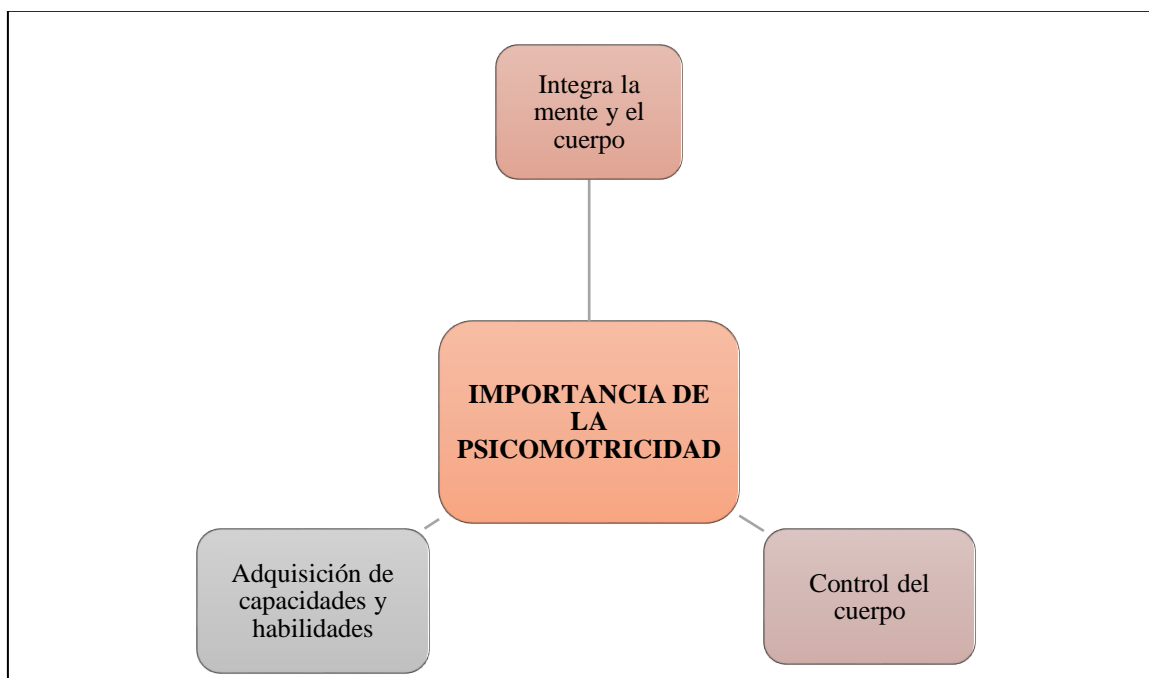 Integra la
mente y el
cuerpo
IMPORTANCIA DE
LA
PSICOMOTRICIDAD
Adquisición de
capacidades y
habilidades
Control del
cuerpo